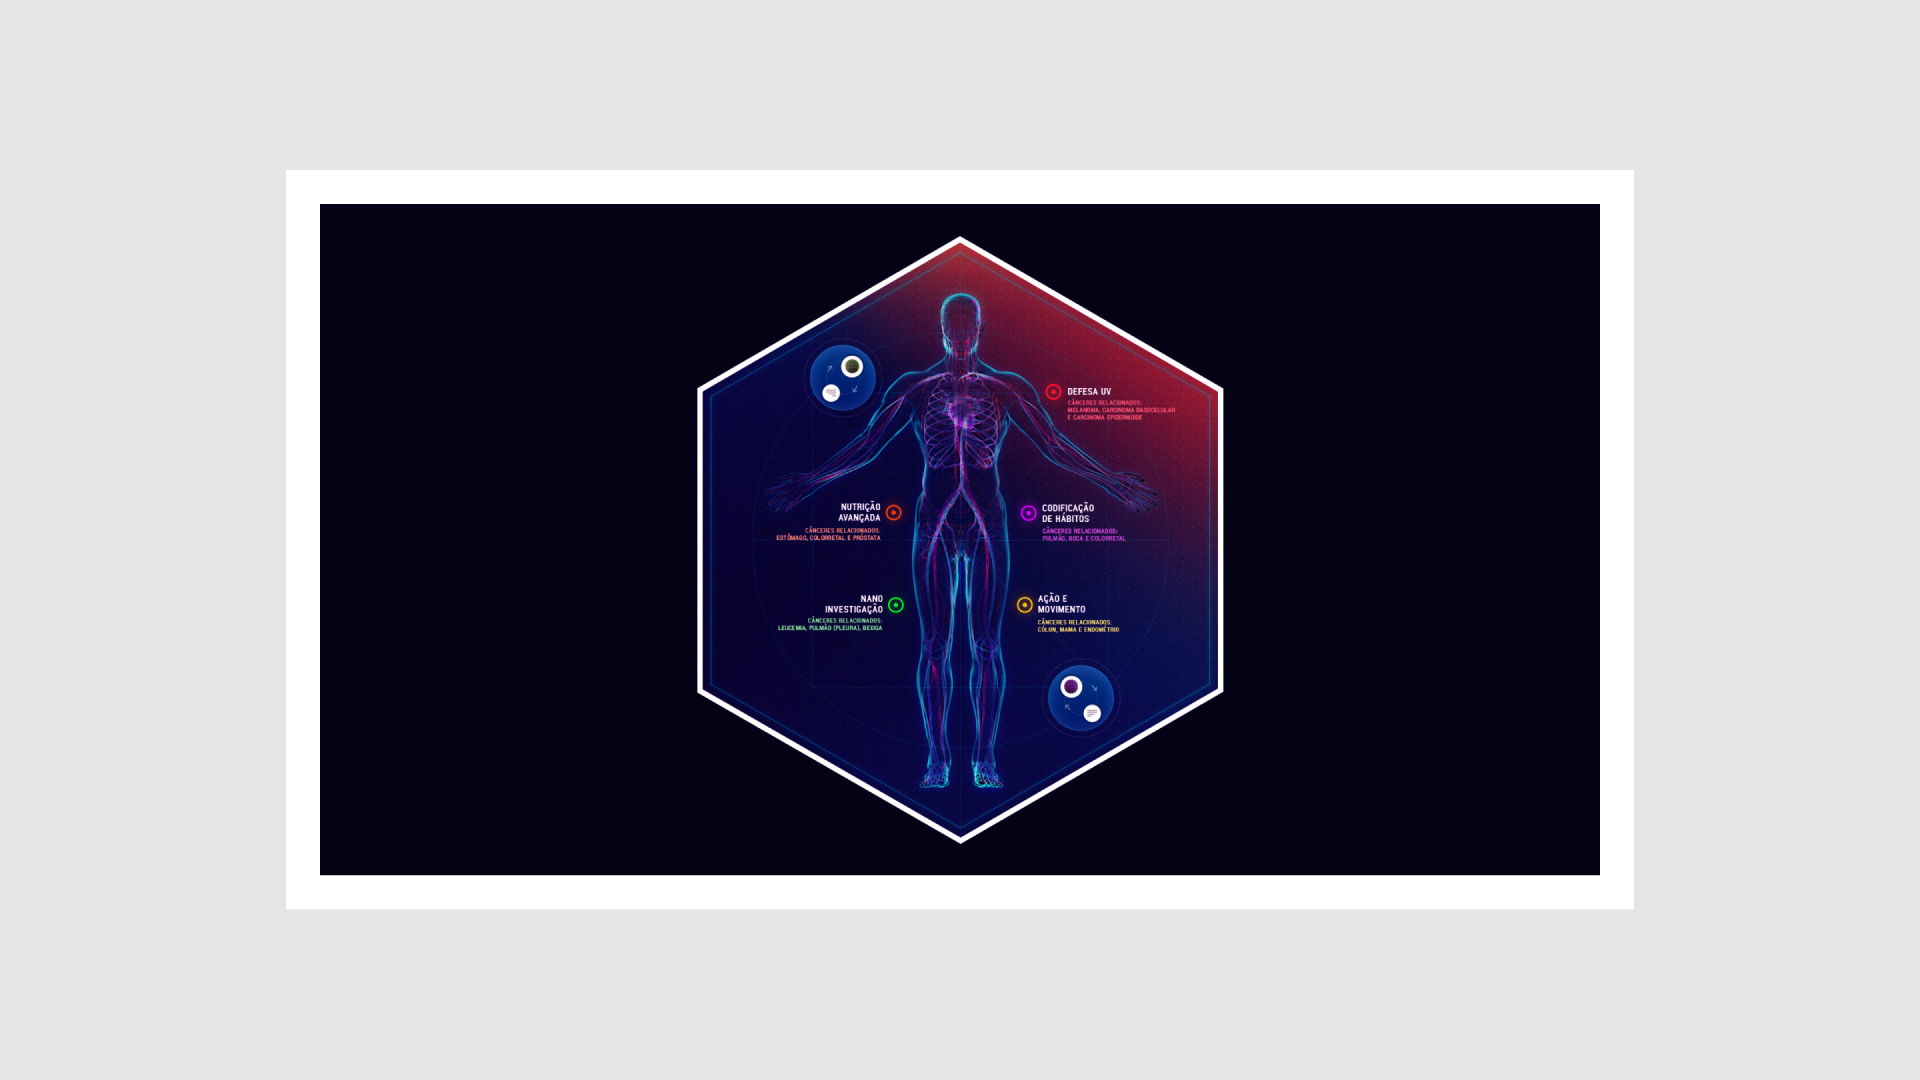 DEFESA UV
CÂNCERES RELACIONADOS:
MELANOMA, CARCINOMA BASOCELULAR
E CARCINOMA EPIDERMOIDE
NUTRIÇÃO
AVANÇADA
CÂNCERES RELACIONADOS:
ESTÔMAGO, COLORRETAL E PRÓSTATA
CODIFICAÇÃO
DE HÁBITOS
CÂNCERES RELACIONADOS:
PULMÃO, BOCA E COLORRETAL
NANO
INVESTIGAÇÃO
CÂNCERES RELACIONADOS:
LEUCEMIA, PULMÃO (PLEURA), BEXIGA
AÇÃO E
MOVIMENTO
CÂNCERES RELACIONADOS:
CÓLON, MAMA E ENDOMÉTRIO